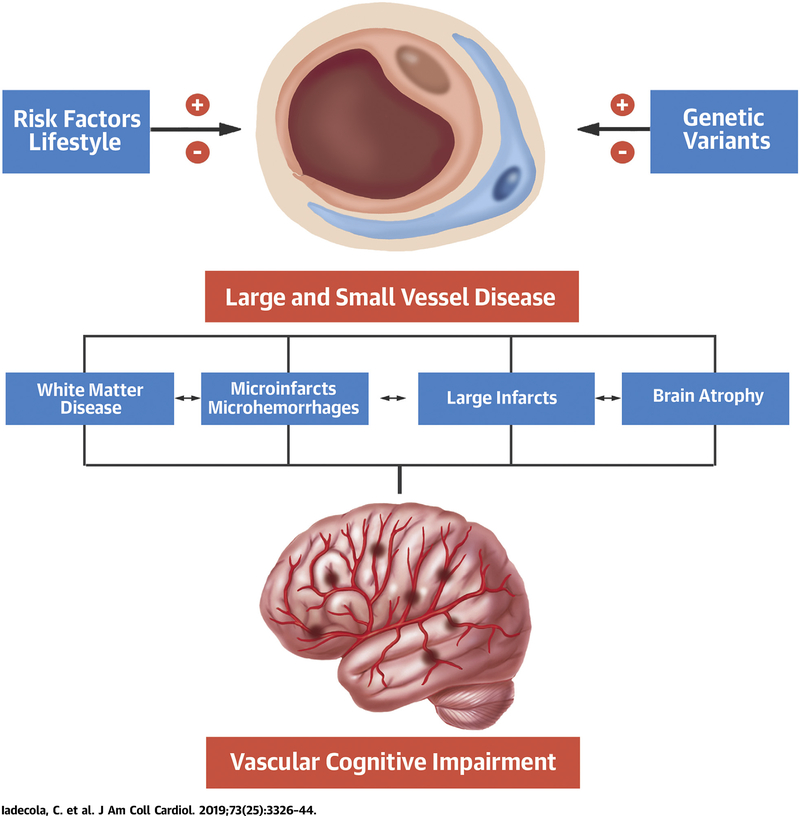 Risk Factors
Lifestyle
+
-
+
-
Genetic
Variants
Large and Small Vessel Disease
White Matter
Disease
Microinfarcts
Microhemorrhages
Large Infarcts
Brain Atrophy
Vascular Cognitive Impairment
Iadecola, C. et al. J Am Coll Cardiol. 2019;73(25):3326–44.